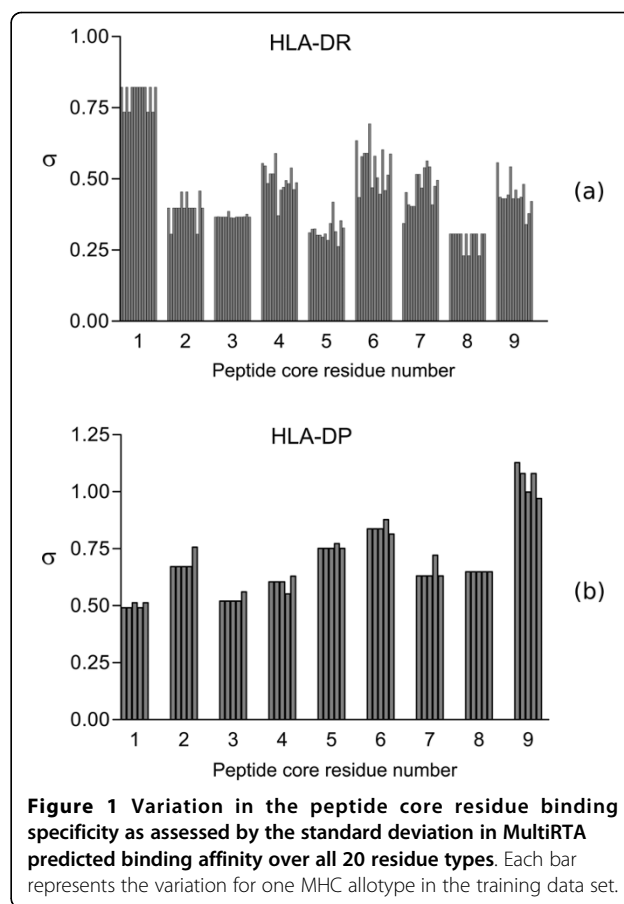 HLA-DR
1.00
0.75
σ
0.50
0.25
0.00
(a)
1 2 3 4 5 6 7 8 9
Peptide core residue number
HLA-DP
1.25
1.00
σ
0.75
0.50
0.25
0.00
(b)
1 2 3 4 5 6 7 8 9
Peptide core residue number
Figure 1 Variation in the peptide core residue binding
specificity as assessed by the standard deviation in MultiRTA
predicted binding affinity over all 20 residue types. Each bar
represents the variation for one MHC allotype in the training data set.